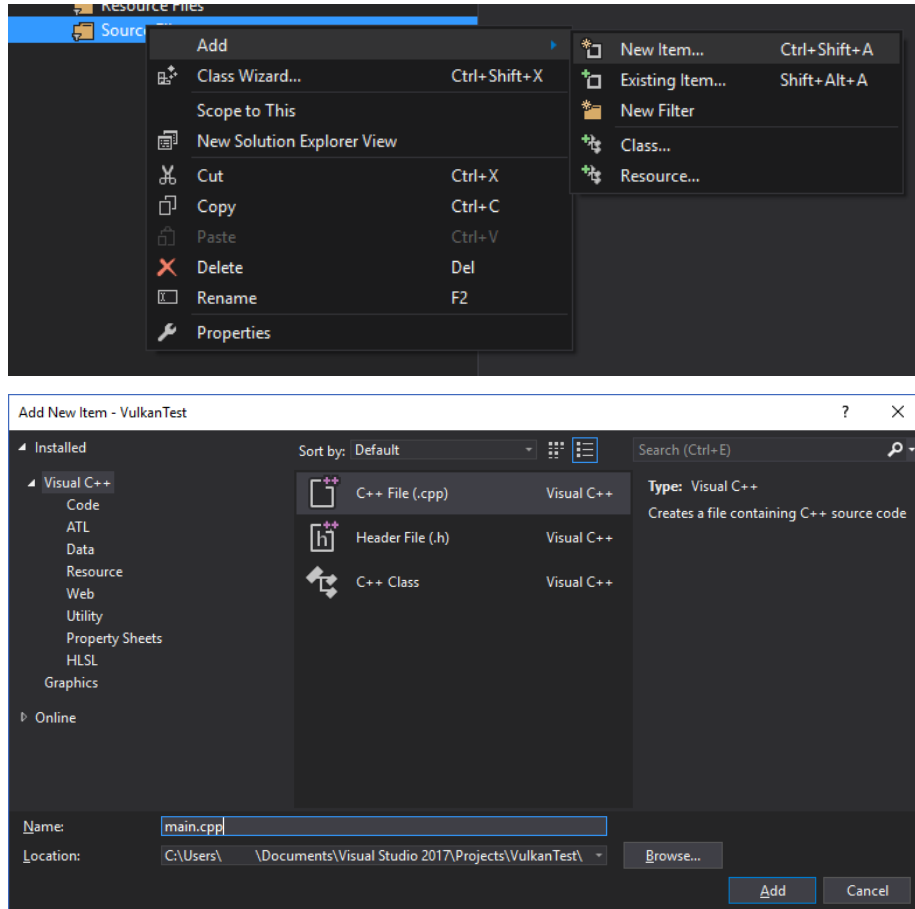 Resource Files
Source
Add
New Item... Ctrl+Shift+A
Class Wizard... Ctrl+Shift+X
Existing Item... Shift+Alt+A
Scope to This
New Filter
New Solution Explorer View
Class...
Cut Ctrl+X
Resource...
Copy Ctrl+C
Paste Ctrl+V
Delete Del
Rename F2
Properties
Add New Item - VulkanTest ? X
Installed
Sort by: Default
Search (Ctrl+E)
Visual C++
Code
ATL
Data
Resource
Web
Utility
Property Sheets
HLSL
Graphics
Online
C++ File (.cpp) Visual C++
Header File (.h) Visual C++
C++ Class Visual C++
Type: Visual C++
Creates a file containing C++ source code
Name: main.cpp
Location: C:\Users\ \Documents\Visual Studio 2017\Projects\VulkanTest\ Browse...
Add Cancel